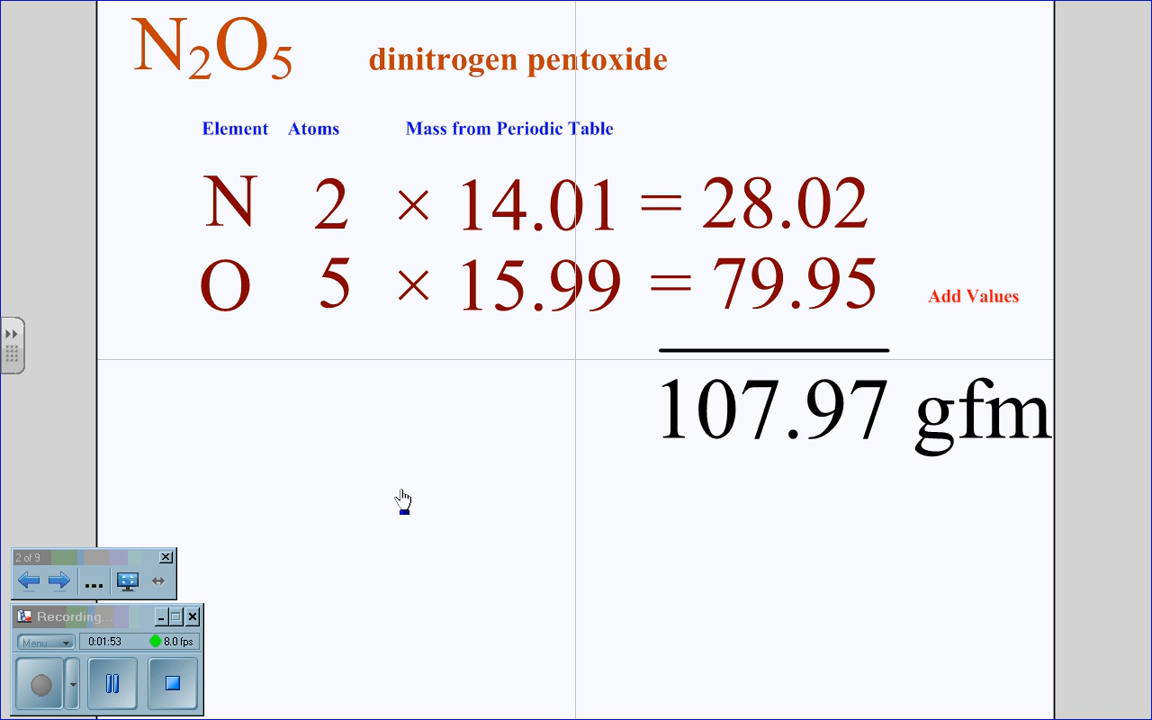 N₂O₅ dinitrogen pentoxide
Element Atoms Mass from Periodic Table
N 2 × 14.01 = 28.02
O 5 × 15.99 = 79.95 Add Values
107.97 gfm
2 of 9
...
Recording...
Menu 0:01:53 8.0 fps